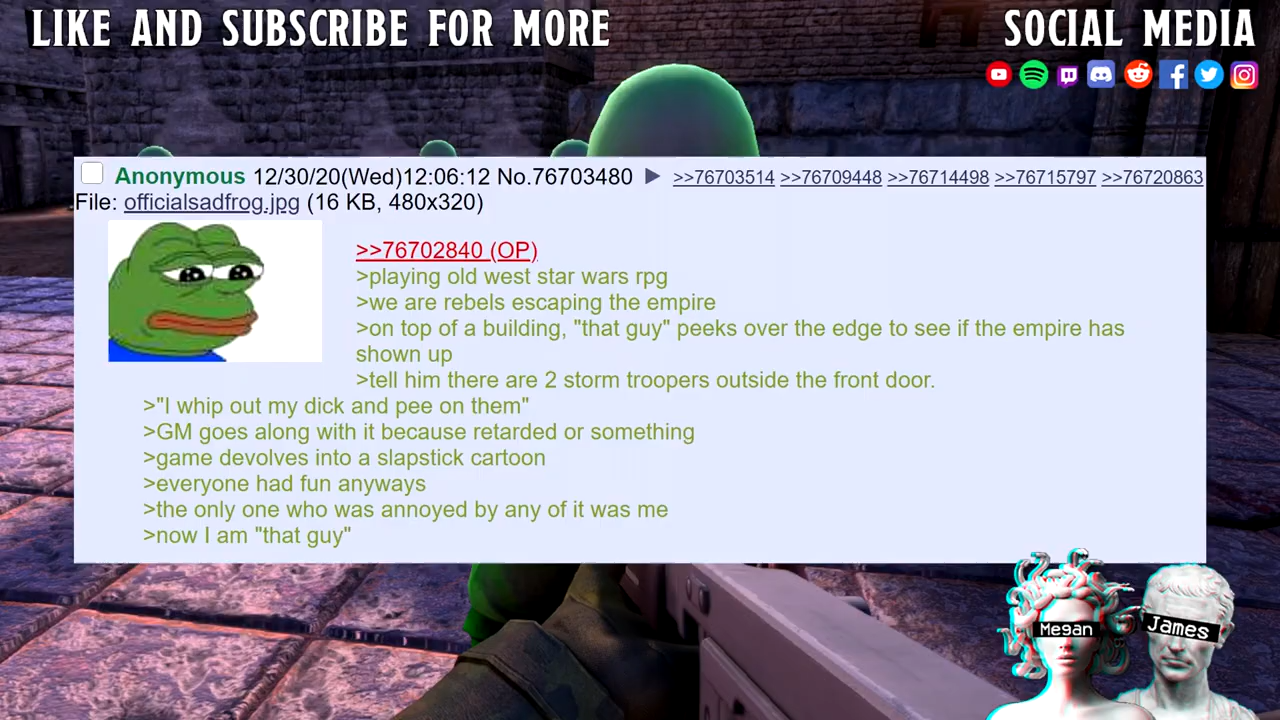 LIKE AND SUBSCRIBE FOR MORE
SOCIAL MEDIA
Anonymous 12/30/20(Wed)12:06:12 No.76703480 ▶ >>76703514 >>76709448 >>76714498 >>76715797 >>76720863
File: officialsadfrog.jpg (16 KB, 480x320)
>>76702840 (OP)
>playing old west star wars rpg
>we are rebels escaping the empire
>on top of a building, "that guy" peeks over the edge to see if the empire has
shown up
>tell him there are 2 storm troopers outside the front door.
>"I whip out my dick and pee on them"
>GM goes along with it because retarded or something
>game devolves into a slapstick cartoon
>everyone had fun anyways
>the only one who was annoyed by any of it was me
>now I am "that guy"
Megan
James